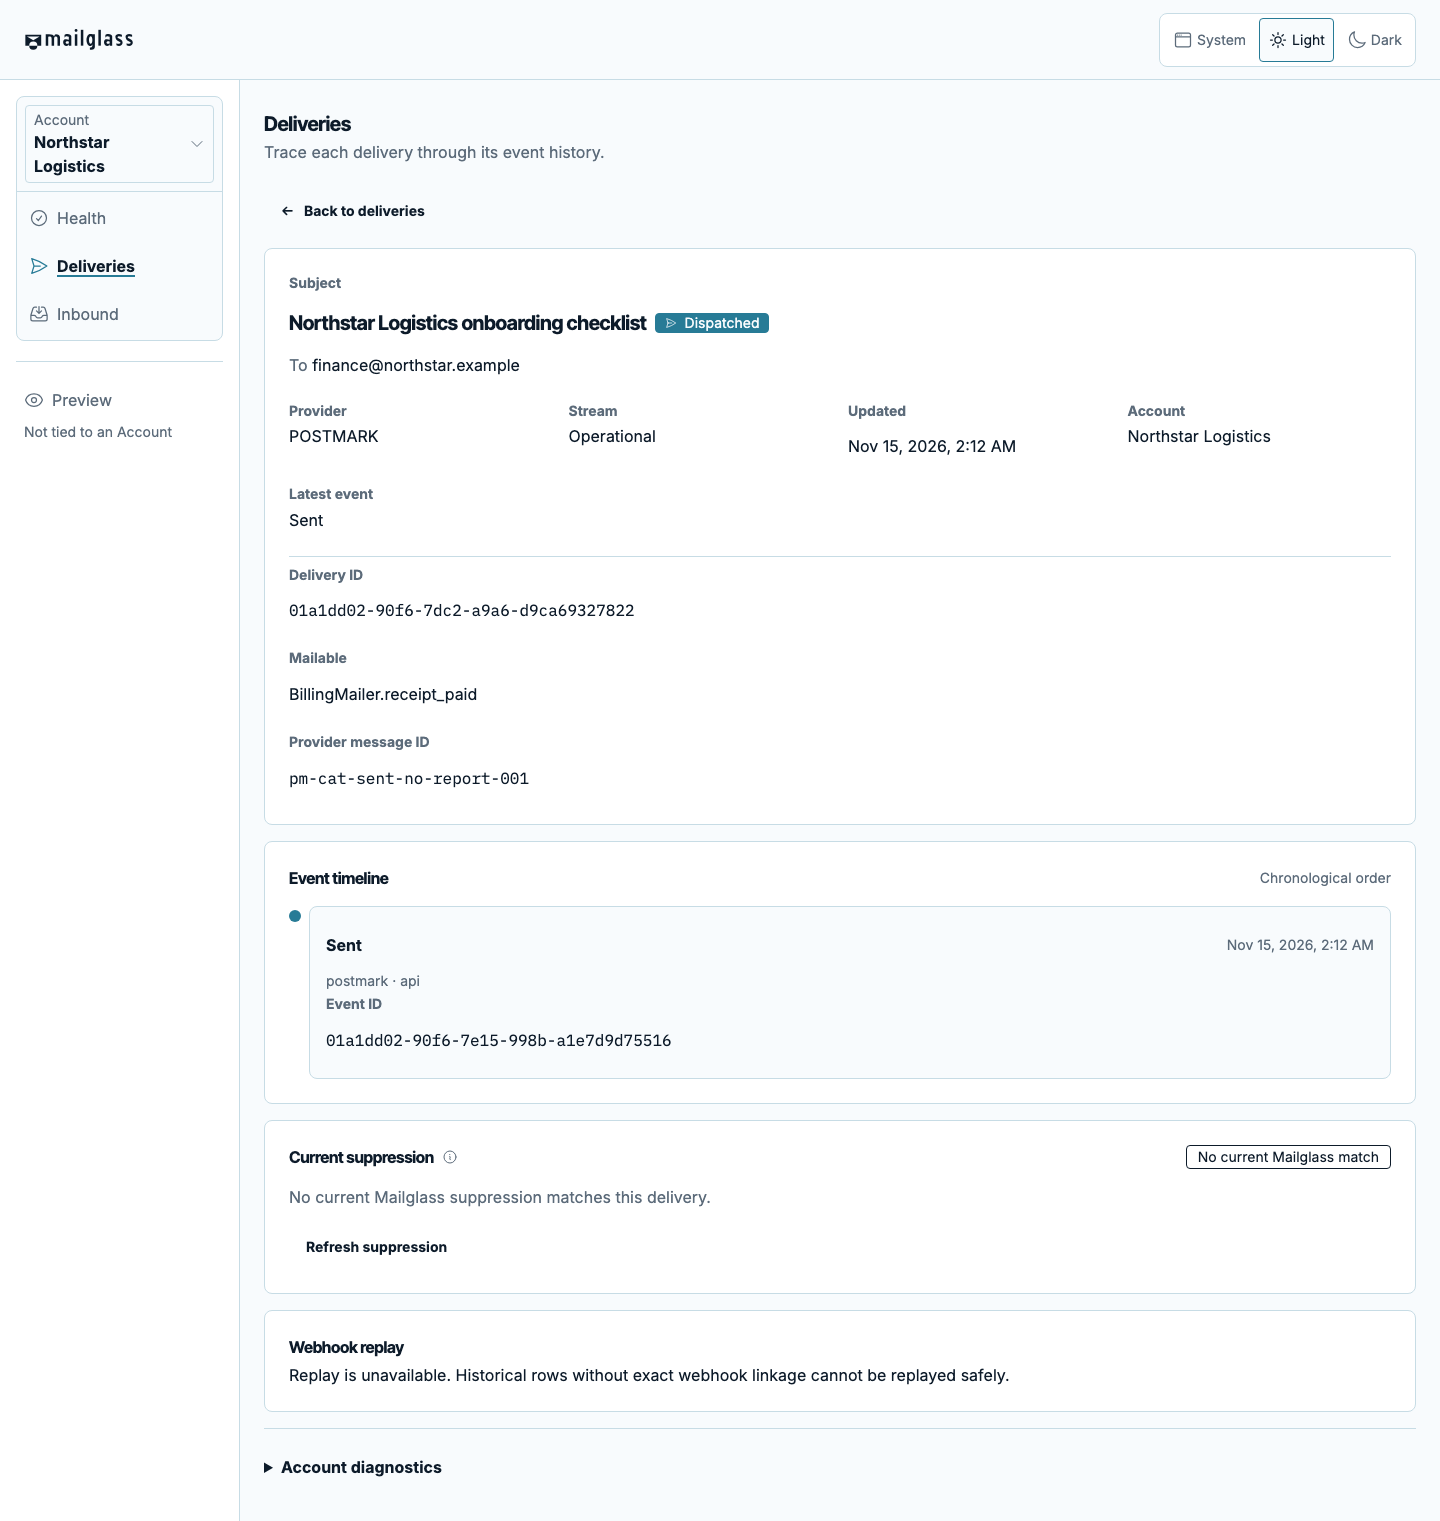 mailglass
System
Light
Dark
Account
Northstar
Logistics
Health
Deliveries
Inbound
Preview
Not tied to an Account
Deliveries
Trace each delivery through its event history.
Back to deliveries
Subject
Northstar Logistics onboarding checklist
Dispatched
To finance@northstar.example
Provider
POSTMARK
Stream
Operational
Updated
Nov 15, 2026, 2:12 AM
Account
Northstar Logistics
Latest event
Sent
Delivery ID
01a1dd02-90f6-7dc2-a9a6-d9ca69327822
Mailable
BillingMailer.receipt_paid
Provider message ID
pm-cat-sent-no-report-001
Event timeline
Chronological order
Sent
Nov 15, 2026, 2:12 AM
postmark · api
Event ID
01a1dd02-90f6-7e15-998b-a1e7d9d75516
Current suppression
No current Mailglass match
No current Mailglass suppression matches this delivery.
Refresh suppression
Webhook replay
Replay is unavailable. Historical rows without exact webhook linkage cannot be replayed safely.
Account diagnostics